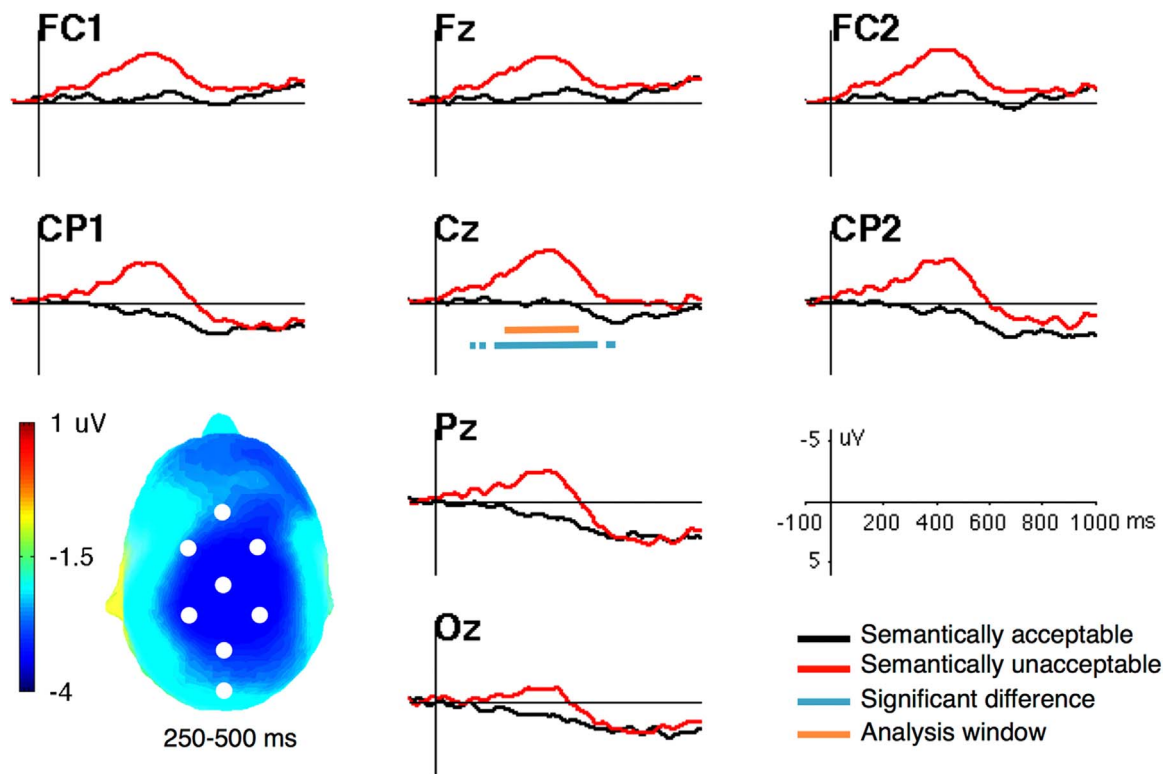 FC1
Fz
FC2
CP1
Cz
CP2
1 uV
-1.5
-4
250-500 ms
Pz
-5 uV
-100 200 400 600 800 1000 ms
5
Oz
Semantically acceptable
Semantically unacceptable
Significant difference
Analysis window